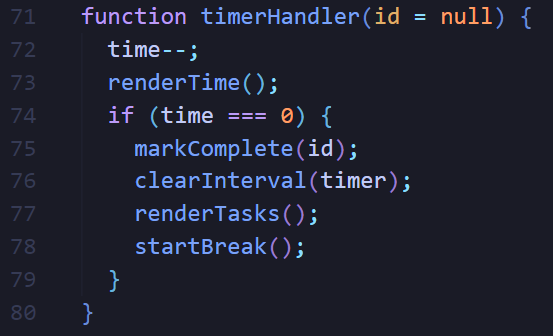 71 function timerHandler(id = null) {
72 time--;
73 renderTime();
74 if (time === 0) {
75 markComplete(id);
76 clearInterval(timer);
77 renderTasks();
78 startBreak();
79 }
80 }